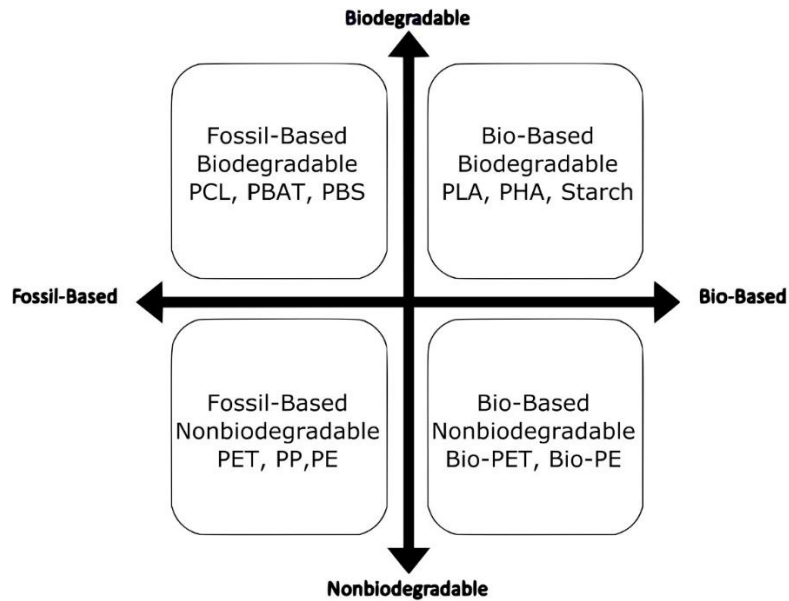 Biodegradable
Fossil-Based
Biodegradable
PCL, PBAT, PBS
Bio-Based
Biodegradable
PLA, PHA, Starch
Fossil-Based
Bio-Based
Fossil-Based
Nonbiodegradable
PET, PP,PE
Bio-Based
Nonbiodegradable
Bio-PET, Bio-PE
Nonbiodegradable